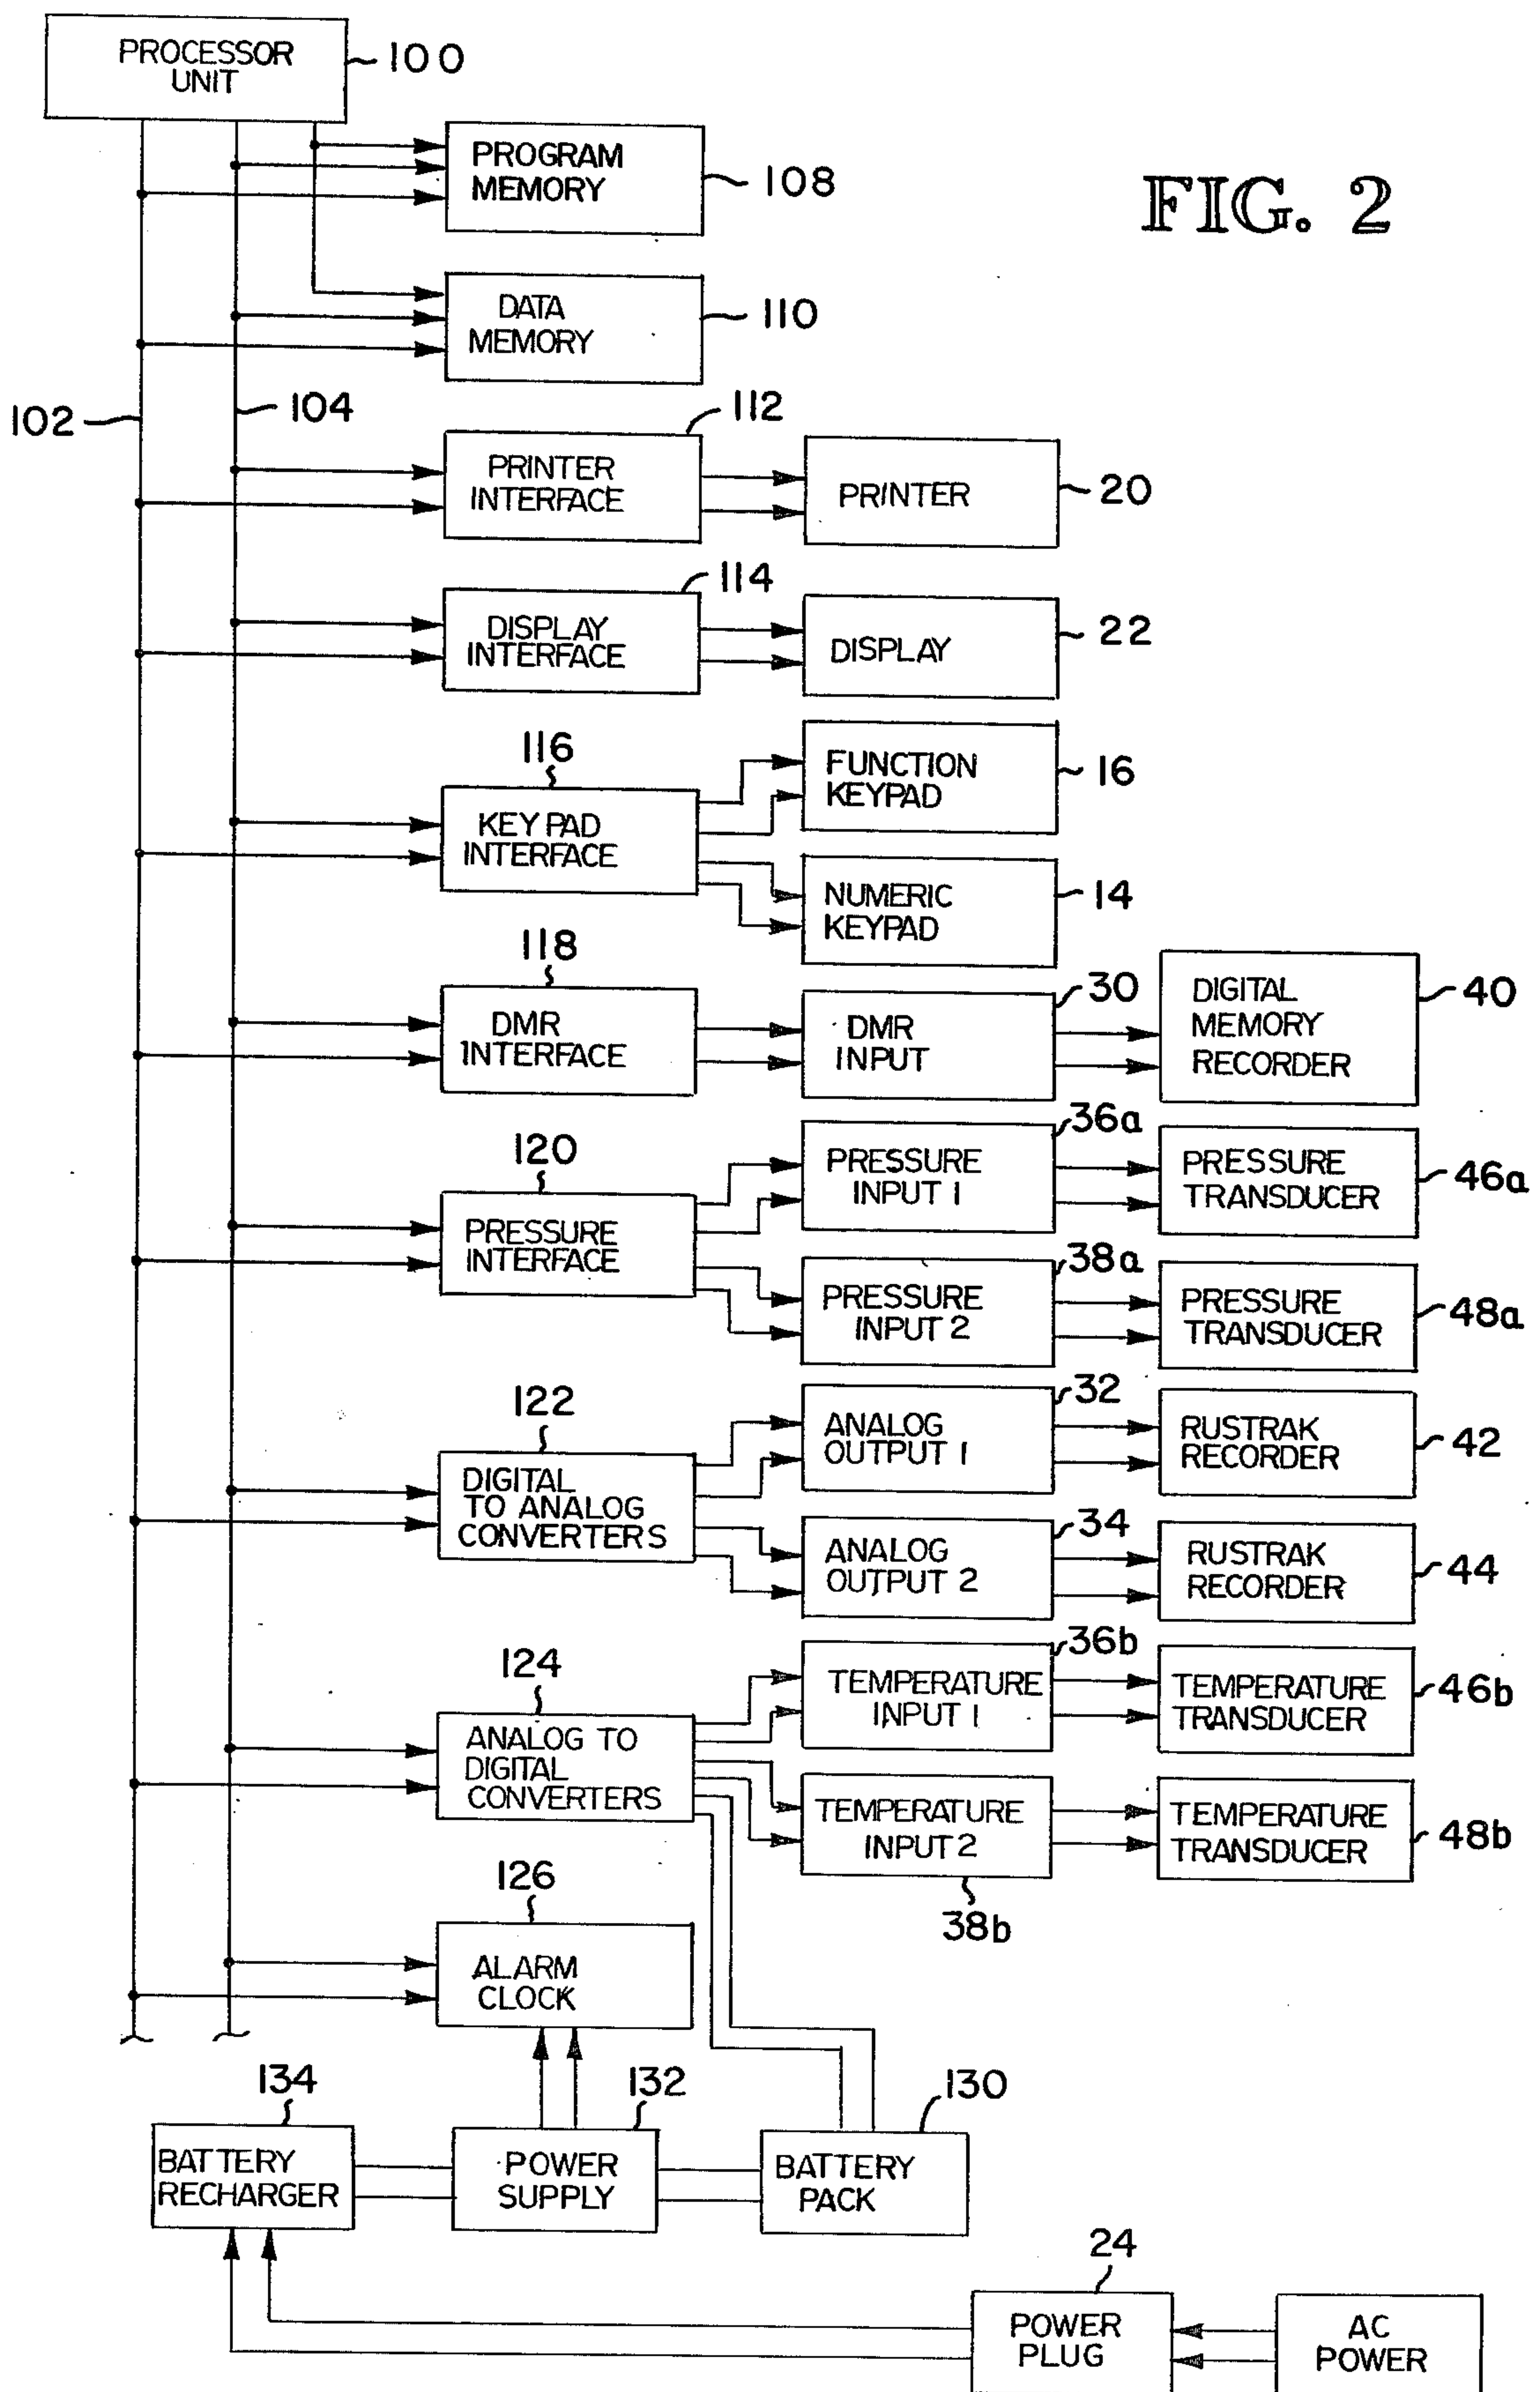 PROCESSOR
UNIT
100
PROGRAM
MEMORY
108
FIG. 2
DATA
MEMORY
110
102
104
112
PRINTER
INTERFACE
PRINTER
20
114
DISPLAY
INTERFACE
DISPLAY
22
116
KEYPAD
INTERFACE
FUNCTION
KEYPAD
16
NUMERIC
KEYPAD
14
118
DMR
INTERFACE
30
DMR
INPUT
DIGITAL
MEMORY
RECORDER
40
120
PRESSURE
INTERFACE
36a
PRESSURE
INPUT 1
PRESSURE
TRANSDUCER
46a
38a
PRESSURE
INPUT 2
PRESSURE
TRANSDUCER
48a
122
DIGITAL
TO ANALOG
CONVERTERS
32
ANALOG
OUTPUT 1
RUSTRAK
RECORDER
42
34
ANALOG
OUTPUT 2
RUSTRAK
RECORDER
44
124
ANALOG TO
DIGITAL
CONVERTERS
36b
TEMPERATURE
INPUT 1
TEMPERATURE
TRANSDUCER
46b
TEMPERATURE
INPUT 2
38b
TEMPERATURE
TRANSDUCER
48b
126
ALARM
CLOCK
134
BATTERY
RECHARGER
132
POWER
SUPPLY
130
BATTERY
PACK
24
POWER
PLUG
AC
POWER